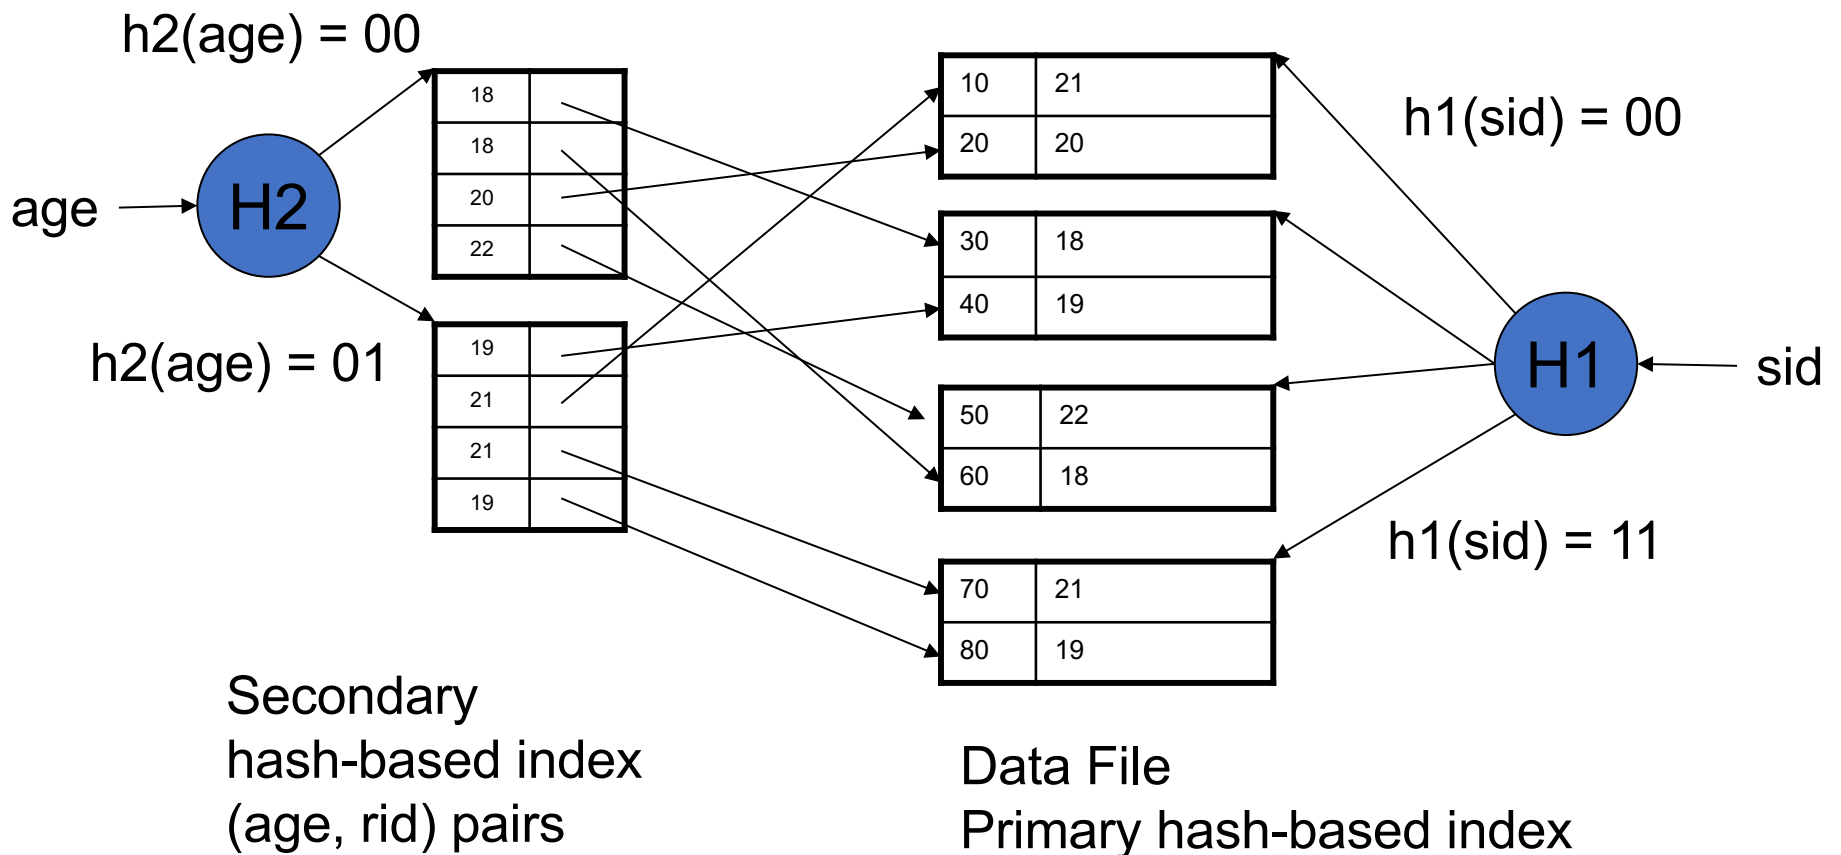 h2(age) = 00
age
H2
18
18
20
22
h2(age) = 01
19
21
21
19
10 21
20 20
30 18
40 19
50 22
60 18
70 21
80 19
h1(sid) = 00
H1
sid
h1(sid) = 11
Secondary
hash-based index
(age, rid) pairs
Data File
Primary hash-based index